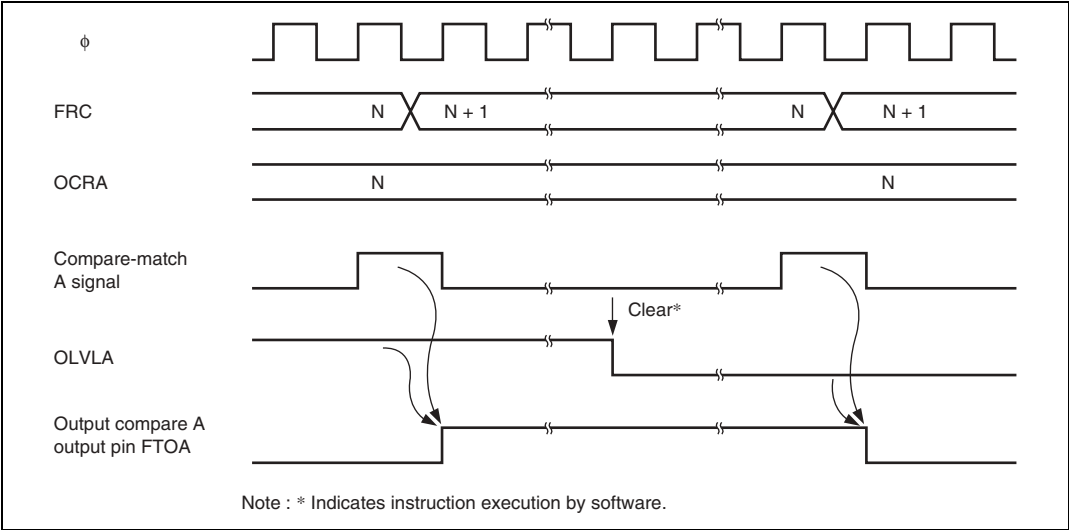 ϕ
FRC N N + 1 N N + 1
OCRA N N
Compare-match
A signal
Clear*
OLVLA
Output compare A
output pin FTOA
Note : * Indicates instruction execution by software.